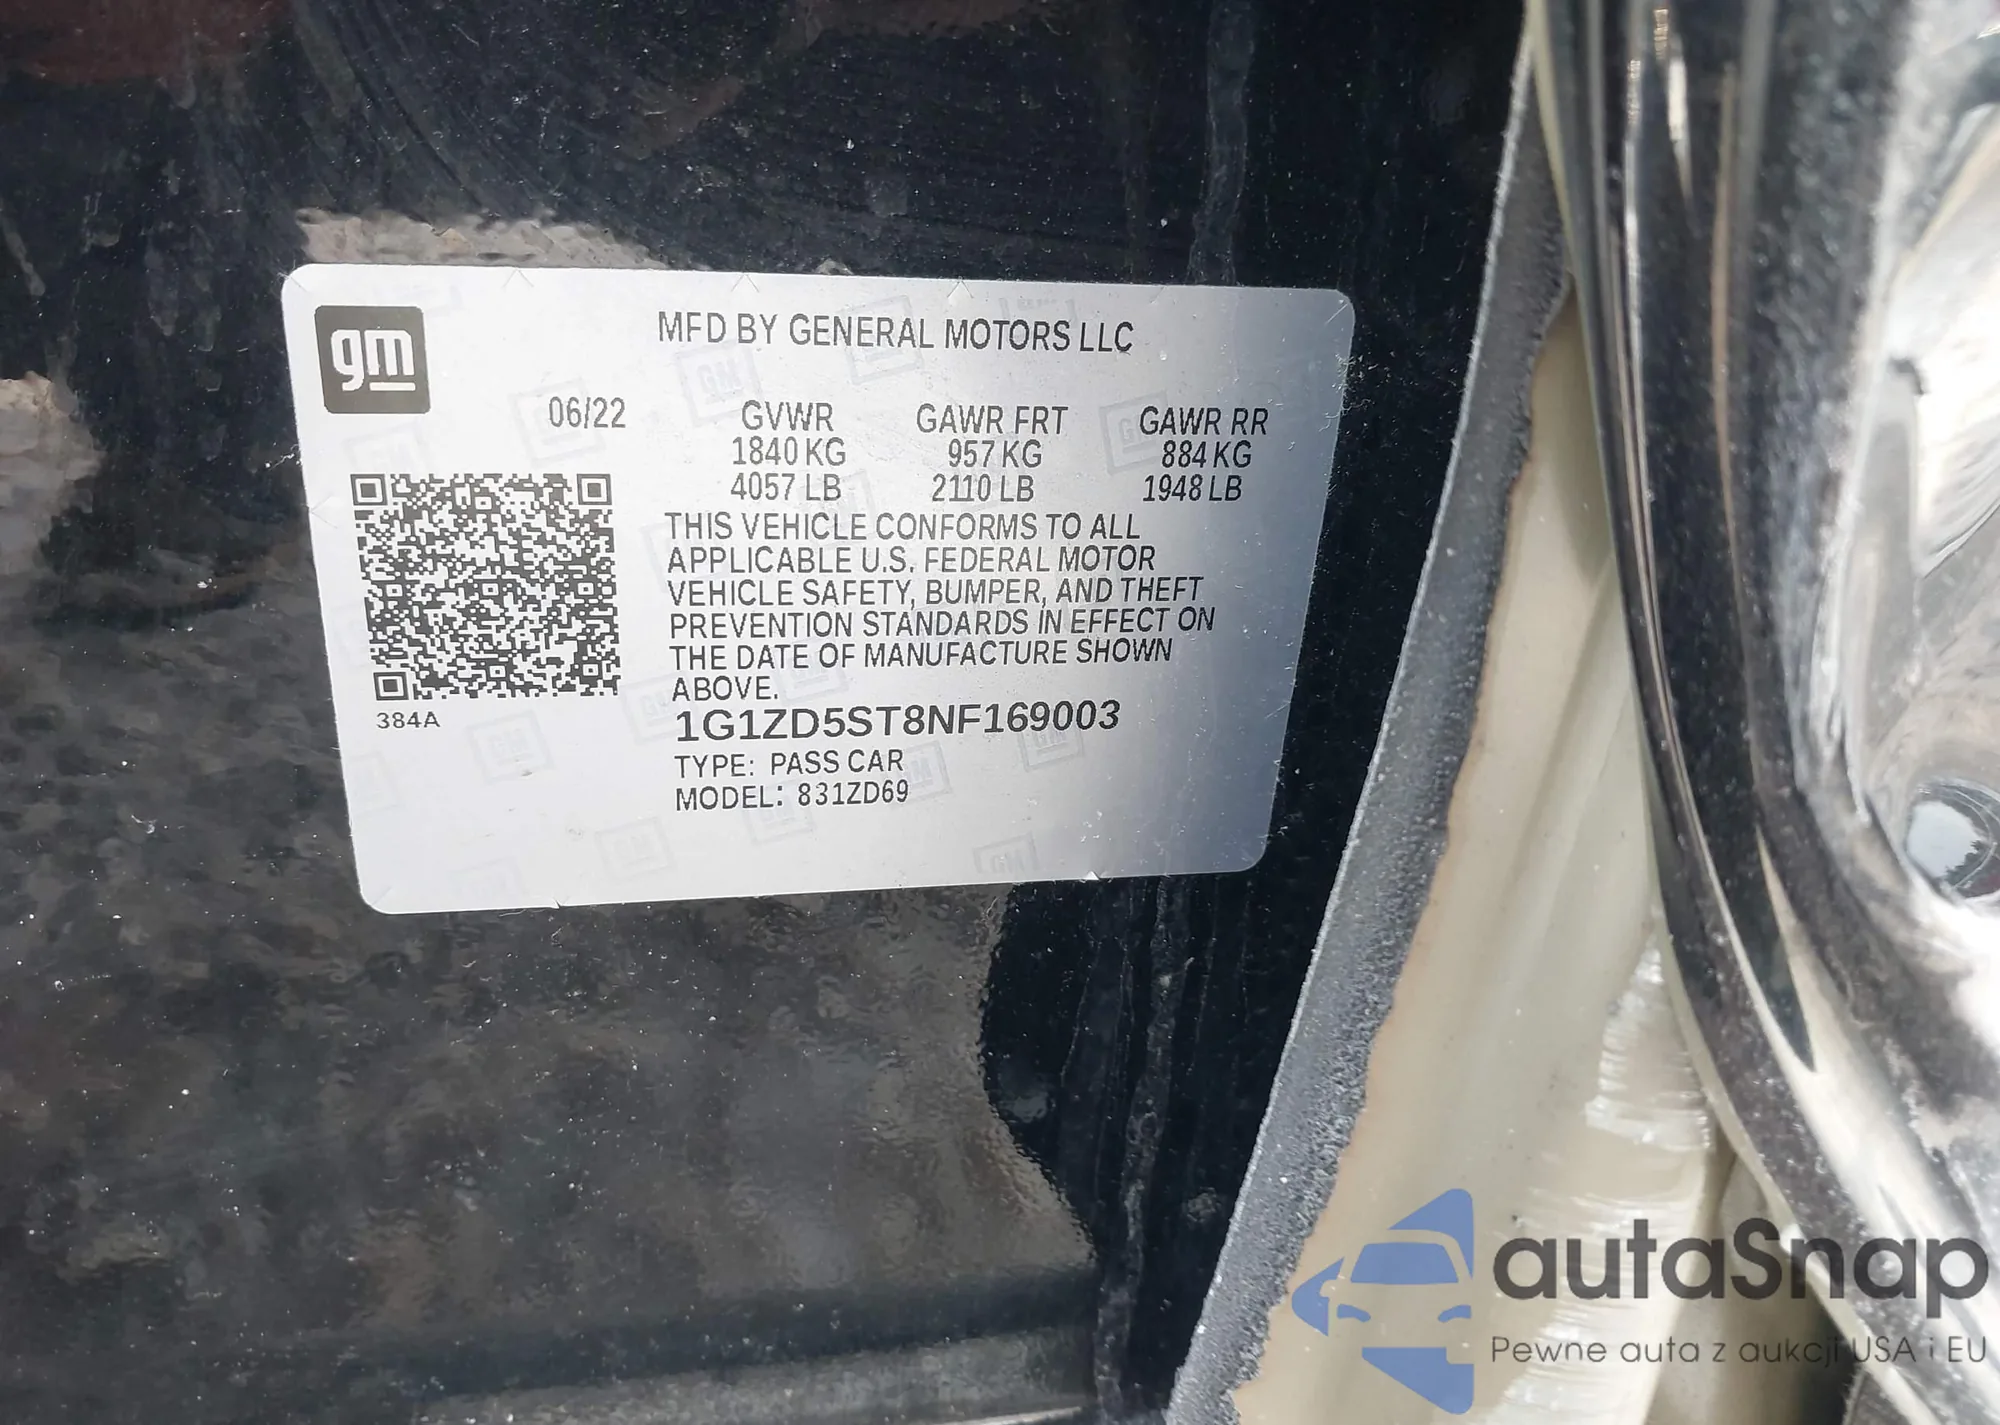 gm
MFD BY GENERAL MOTORS LLC
06/22
GVWR GAWR FRT GAWR RR
1840 KG 957 KG 884 KG
4057 LB 2110 LB 1948 LB
THIS VEHICLE CONFORMS TO ALL
APPLICABLE U.S. FEDERAL MOTOR
VEHICLE SAFETY, BUMPER, AND THEFT
PREVENTION STANDARDS IN EFFECT ON
THE DATE OF MANUFACTURE SHOWN
ABOVE.
384A
1G1ZD5ST8NF169003
TYPE: PASS CAR
MODEL: 831ZD69
autaSnap
Pewne auta z aukcji USA i EU